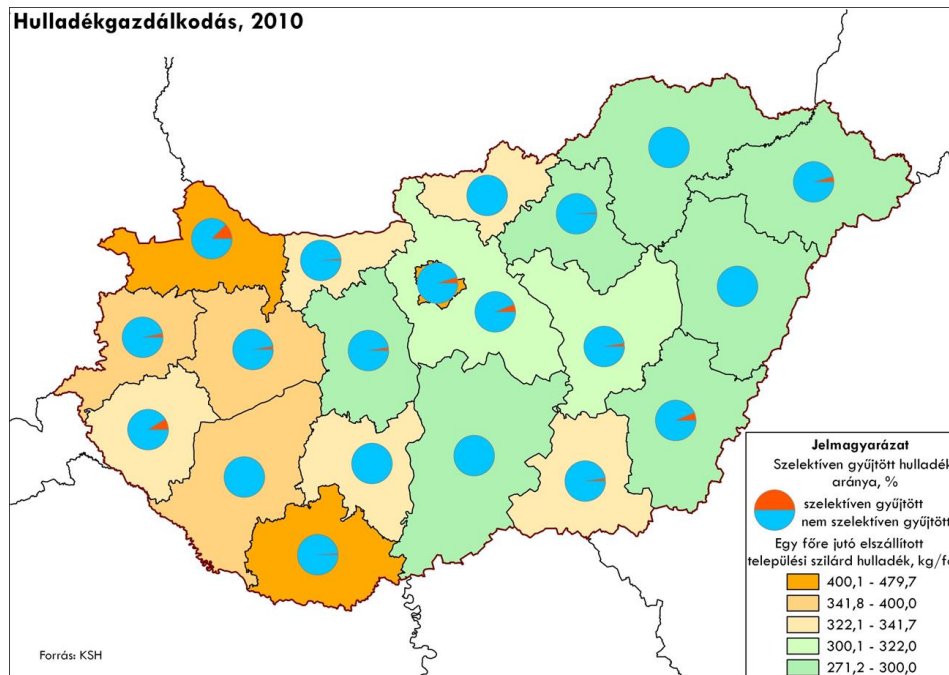 Hulladékgazdálkodás, 2010
Jelmagyarázat
Szelektíven gyűjtött hulladék
aránya, %
szelektíven gyűjtött
nem szelektíven gyűjtött
Egy főre jutó elszállított
települési szilárd hulladék, kg/fő
400,1 - 479,7
341,8 - 400,0
322,1 - 341,7
300,1 - 322,0
271,2 - 300,0
Forrás: KSH